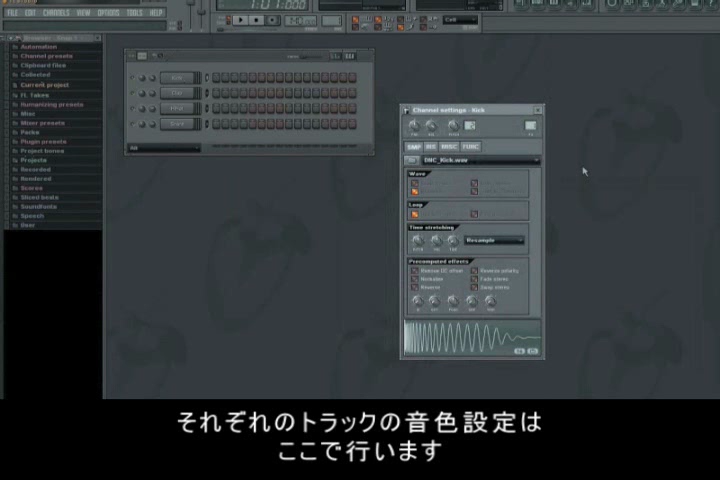 FILE EDIT CHANNELS VIEW OPTIONS TOOLS HELP
1:01:000
Automation
Channel presets
Clipboard files
Collected
Current project
FL Takes
Humanizing presets
Misc
Mixer presets
Packs
Plugin presets
Project bones
Projects
Recorded
Rendered
Scores
Sliced beats
Soundfonts
Speech
User
Kick
Clap
Hihat
Snare
All
Channel settings - Kick
SMP INS MISC FUNC
Wave
Loop
Time stretching
Resample
Precomputed effects
Remove DC offset
Reverse polarity
Normalize
Fade stereo
Reverse
Swap stereo
それぞれのトラックの音色設定は
ここで行います